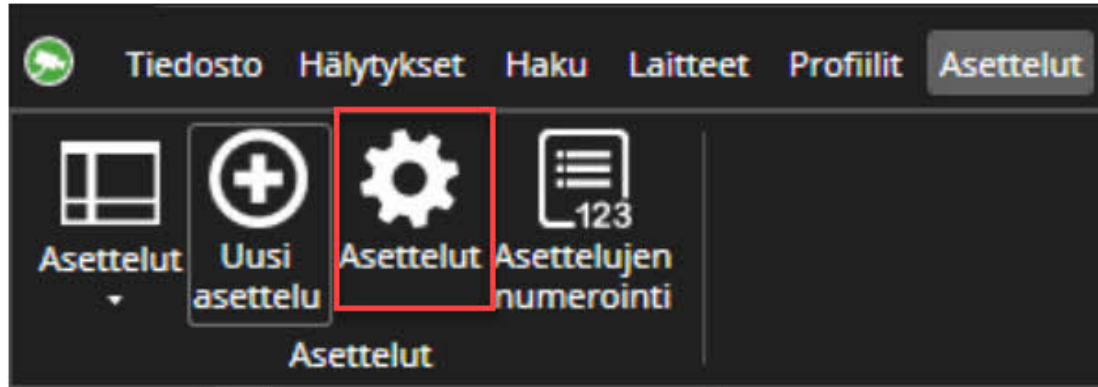 Tiedosto Hälytykset Haku Laitteet Profiilit Asettelut
123
Asettelut Uusi Asettelut Asettelujen
asettelu numerointi
Asettelut